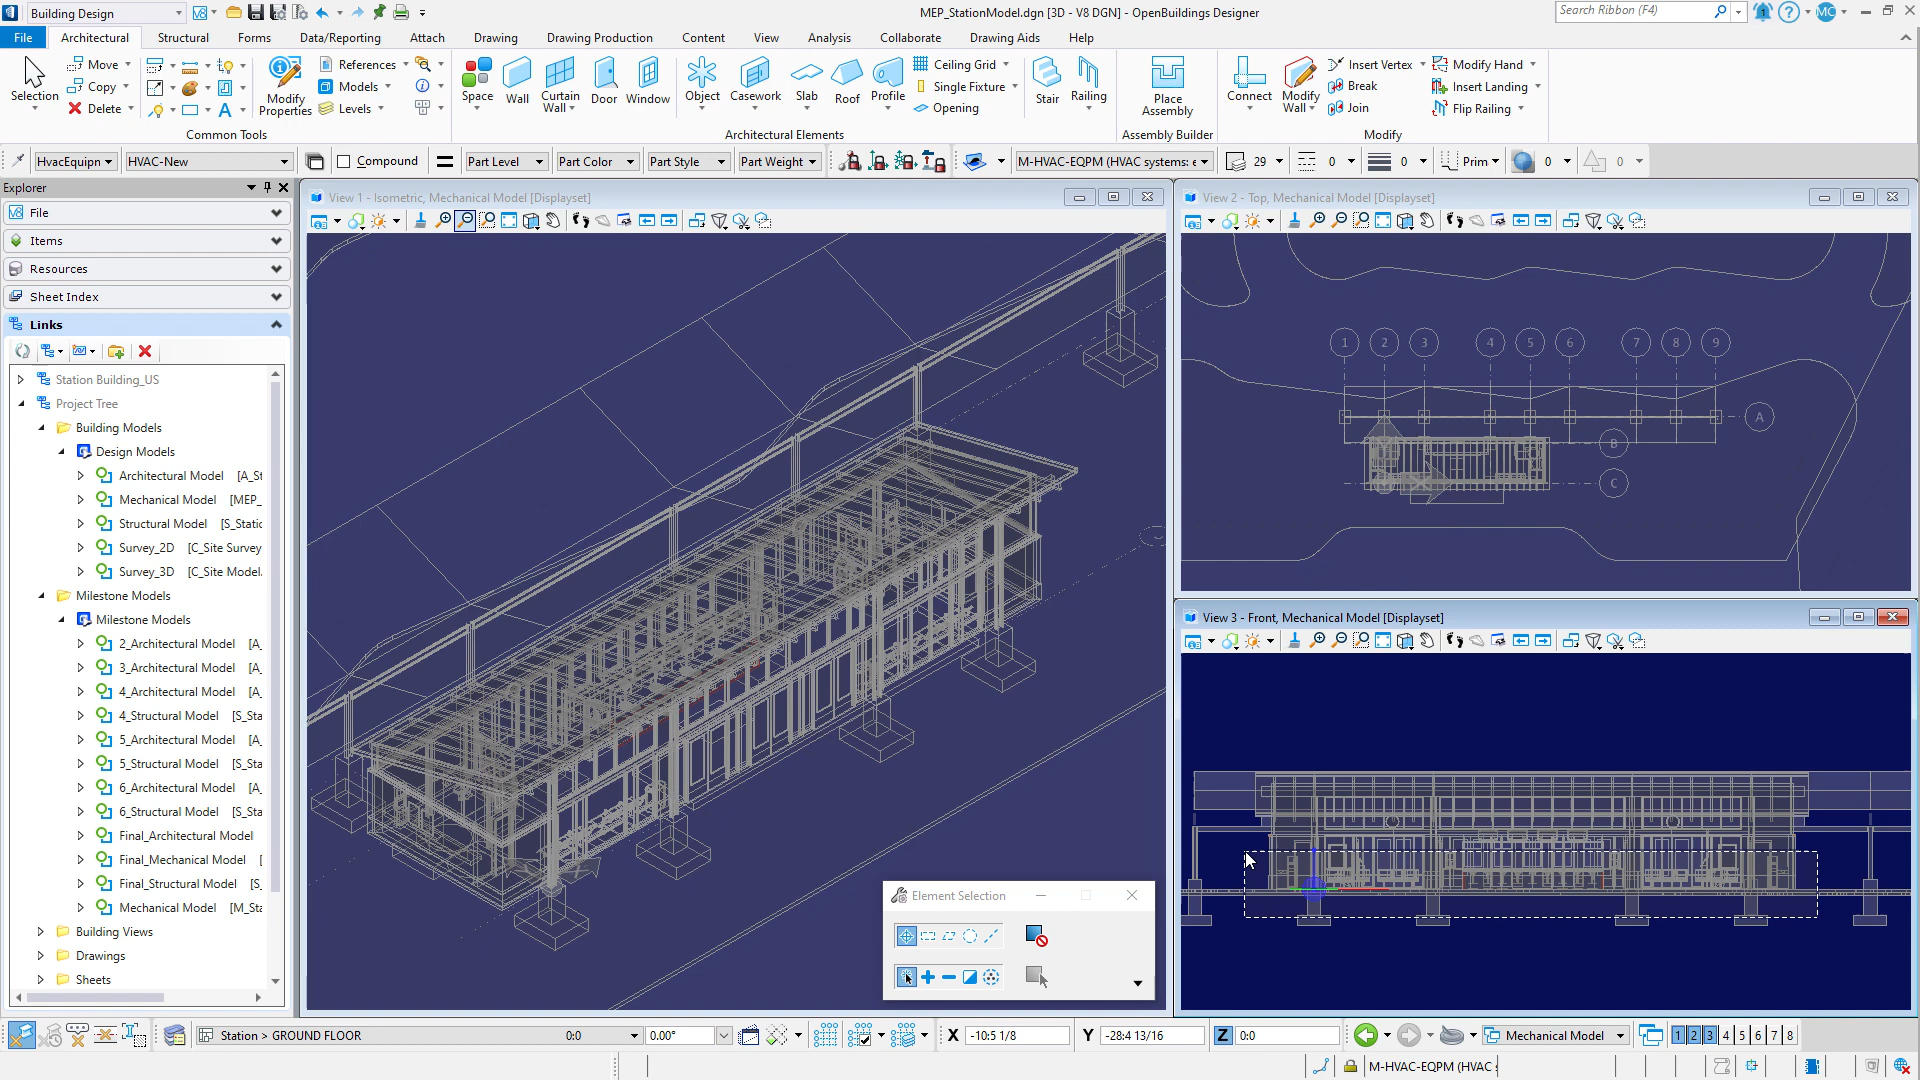 Building Design
MEP_StationModel.dgn [3D - V8 DGN] - OpenBuildings Designer
Search Ribbon (F4)
MC
File
Architectural
Structural
Forms
Data/Reporting
Attach
Drawing
Drawing Production
Content
View
Analysis
Collaborate
Drawing Aids
Help
Selection
Move
Copy
Delete
Modify
Properties
References
Models
Levels
Common Tools
Space
Wall
Curtain
Wall
Door
Window
Object
Casework
Slab
Roof
Profile
Ceiling Grid
Single Fixture
Opening
Stair
Railing
Architectural Elements
Place
Assembly
Assembly Builder
Connect
Modify
Wall
Insert Vertex
Break
Join
Modify Hand
Insert Landing
Flip Railing
Modify
HvacEquipn
HVAC-New
Compound
Part Level
Part Color
Part Style
Part Weight
M-HVAC-EQPM (HVAC systems: e
29
0
0
Prim
0
0
Explorer
File
Items
Resources
Sheet Index
Links
Station Building_US
Project Tree
Building Models
Design Models
Architectural Model [A_St
Mechanical Model [MEP_
Structural Model [S_Static
Survey_2D [C_Site Survey
Survey_3D [C_Site Model.
Milestone Models
Milestone Models
2_Architectural Model [A_
3_Architectural Model [A_
4_Architectural Model [A_
4_Structural Model [S_Sta
5_Architectural Model [A_
5_Structural Model [S_Sta
6_Architectural Model [A_
6_Structural Model [S_Sta
Final_Architectural Model
Final_Mechanical Model [
Final_Structural Model [S_
Mechanical Model [M_Sta
Building Views
Drawings
Sheets
View 1 - Isometric, Mechanical Model [Displayset]
View 2 - Top, Mechanical Model [Displayset]
1 2 3 4 5 6 7 8 9
A
B
C
View 3 - Front, Mechanical Model [Displayset]
Element Selection
Station > GROUND FLOOR
0:0
0.00°
X -10:5 1/8
Y -28:4 13/16
Z 0:0
Mechanical Model
1 2 3 4 5 6 7 8
M-HVAC-EQPM (HVAC s